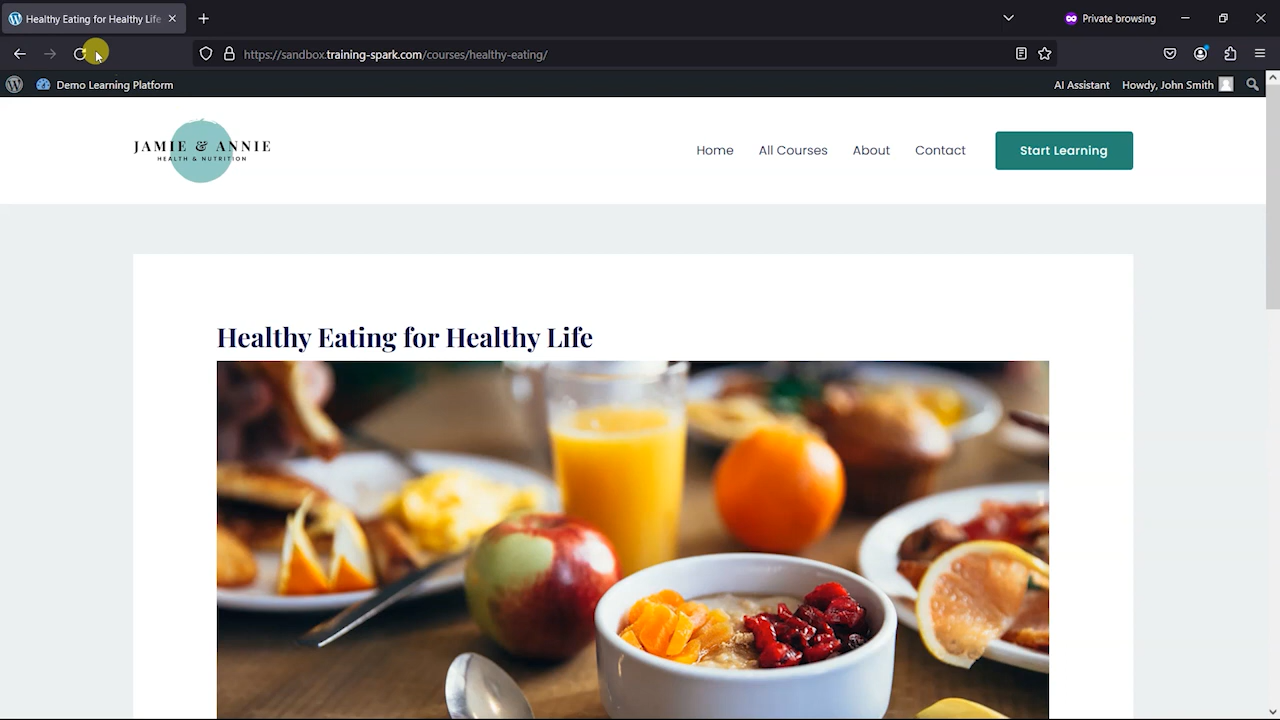 Healthy Eating for Healthy Life
Private browsing
https://sandbox.training-spark.com/courses/healthy-eating/
Demo Learning Platform
AI Assistant
Howdy, John Smith
JAMIE & ANNIE
HEALTH & NUTRITION
Home
All Courses
About
Contact
Start Learning
Healthy Eating for Healthy Life